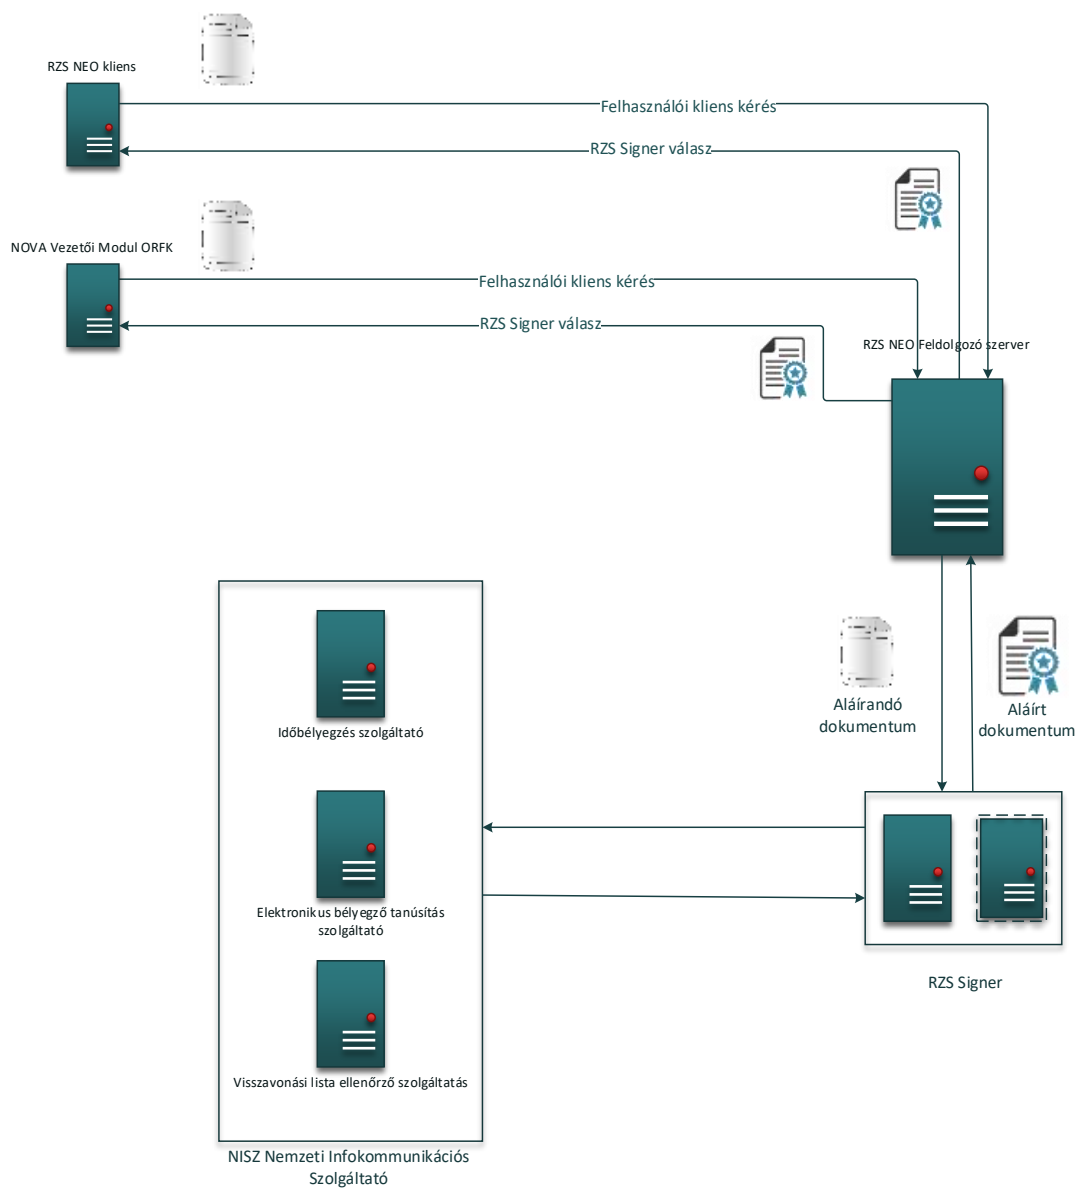 RZS NEO kliens
Felhasználói kliens kérés
RZS Signer válasz
NOVA Vezetői Modul ORFK
Felhasználói kliens kérés
RZS Signer válasz
RZS NEO Feldolgozó szerver
Aláírandó
dokumentum
Aláírt
dokumentum
Időbélyegzés szolgáltató
Elektronikus bélyegző tanúsítás
szolgáltató
RZS Signer
Visszavonási lista ellenőrző szolgáltatás
NISZ Nemzeti Infokommunikációs
Szolgáltató